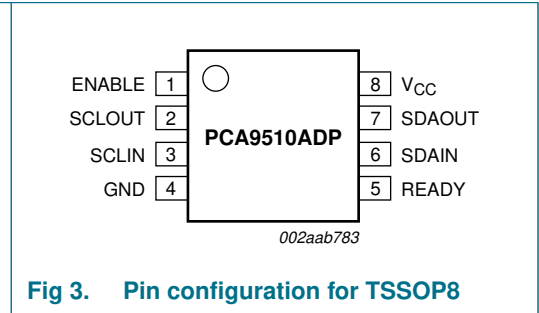 ENABLE 1 8 VCC
SCLOUT 2 7 SDAOUT
PCA9510ADP
SCLIN 3 6 SDAIN
GND 4 5 READY
002aab783
Fig 3. Pin configuration for TSSOP8